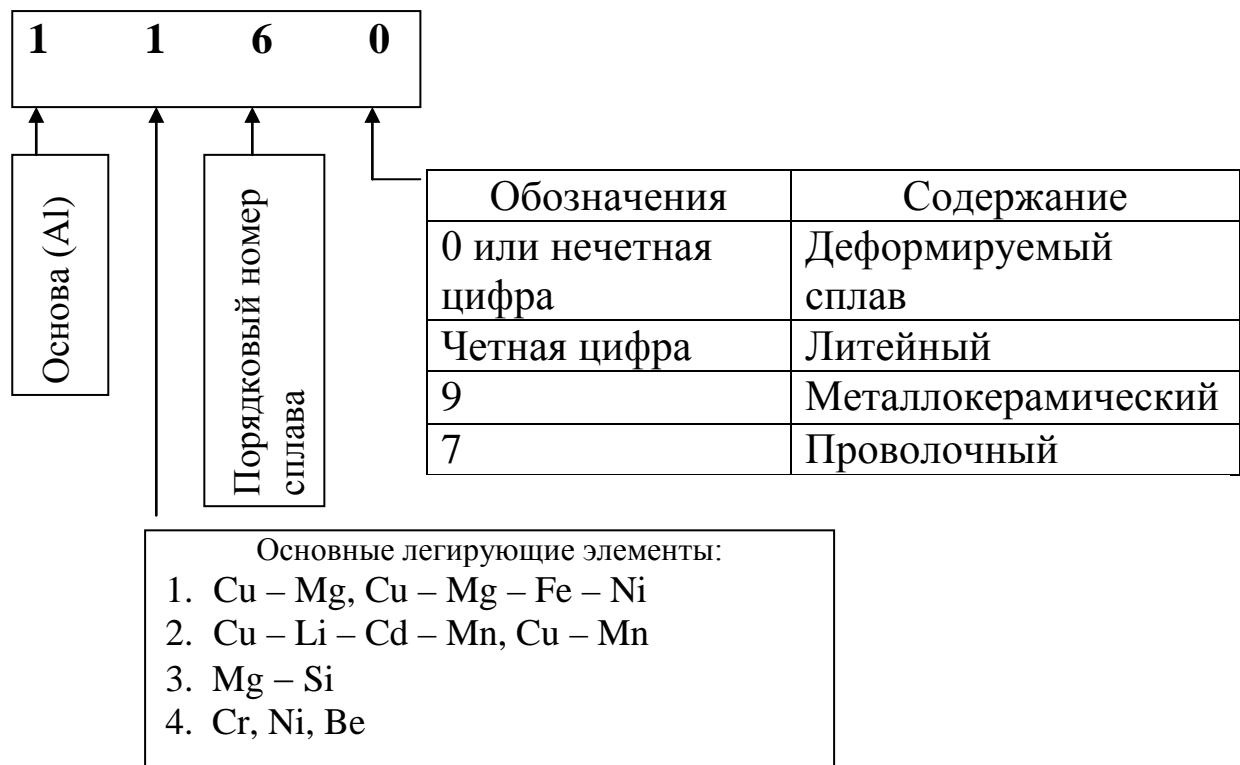 1 1 6 0
Основа (Al)
Порядковый номер
сплава
Обозначения Содержание
0 или нечетная Деформируемый
цифра сплав
Четная цифра Литейный
9 Металлокерамический
7 Проволочный
Основные легирующие элементы:
1. Cu – Mg, Cu – Mg – Fe – Ni
2. Cu – Li – Cd – Mn, Cu – Mn
3. Mg – Si
4. Cr, Ni, Be